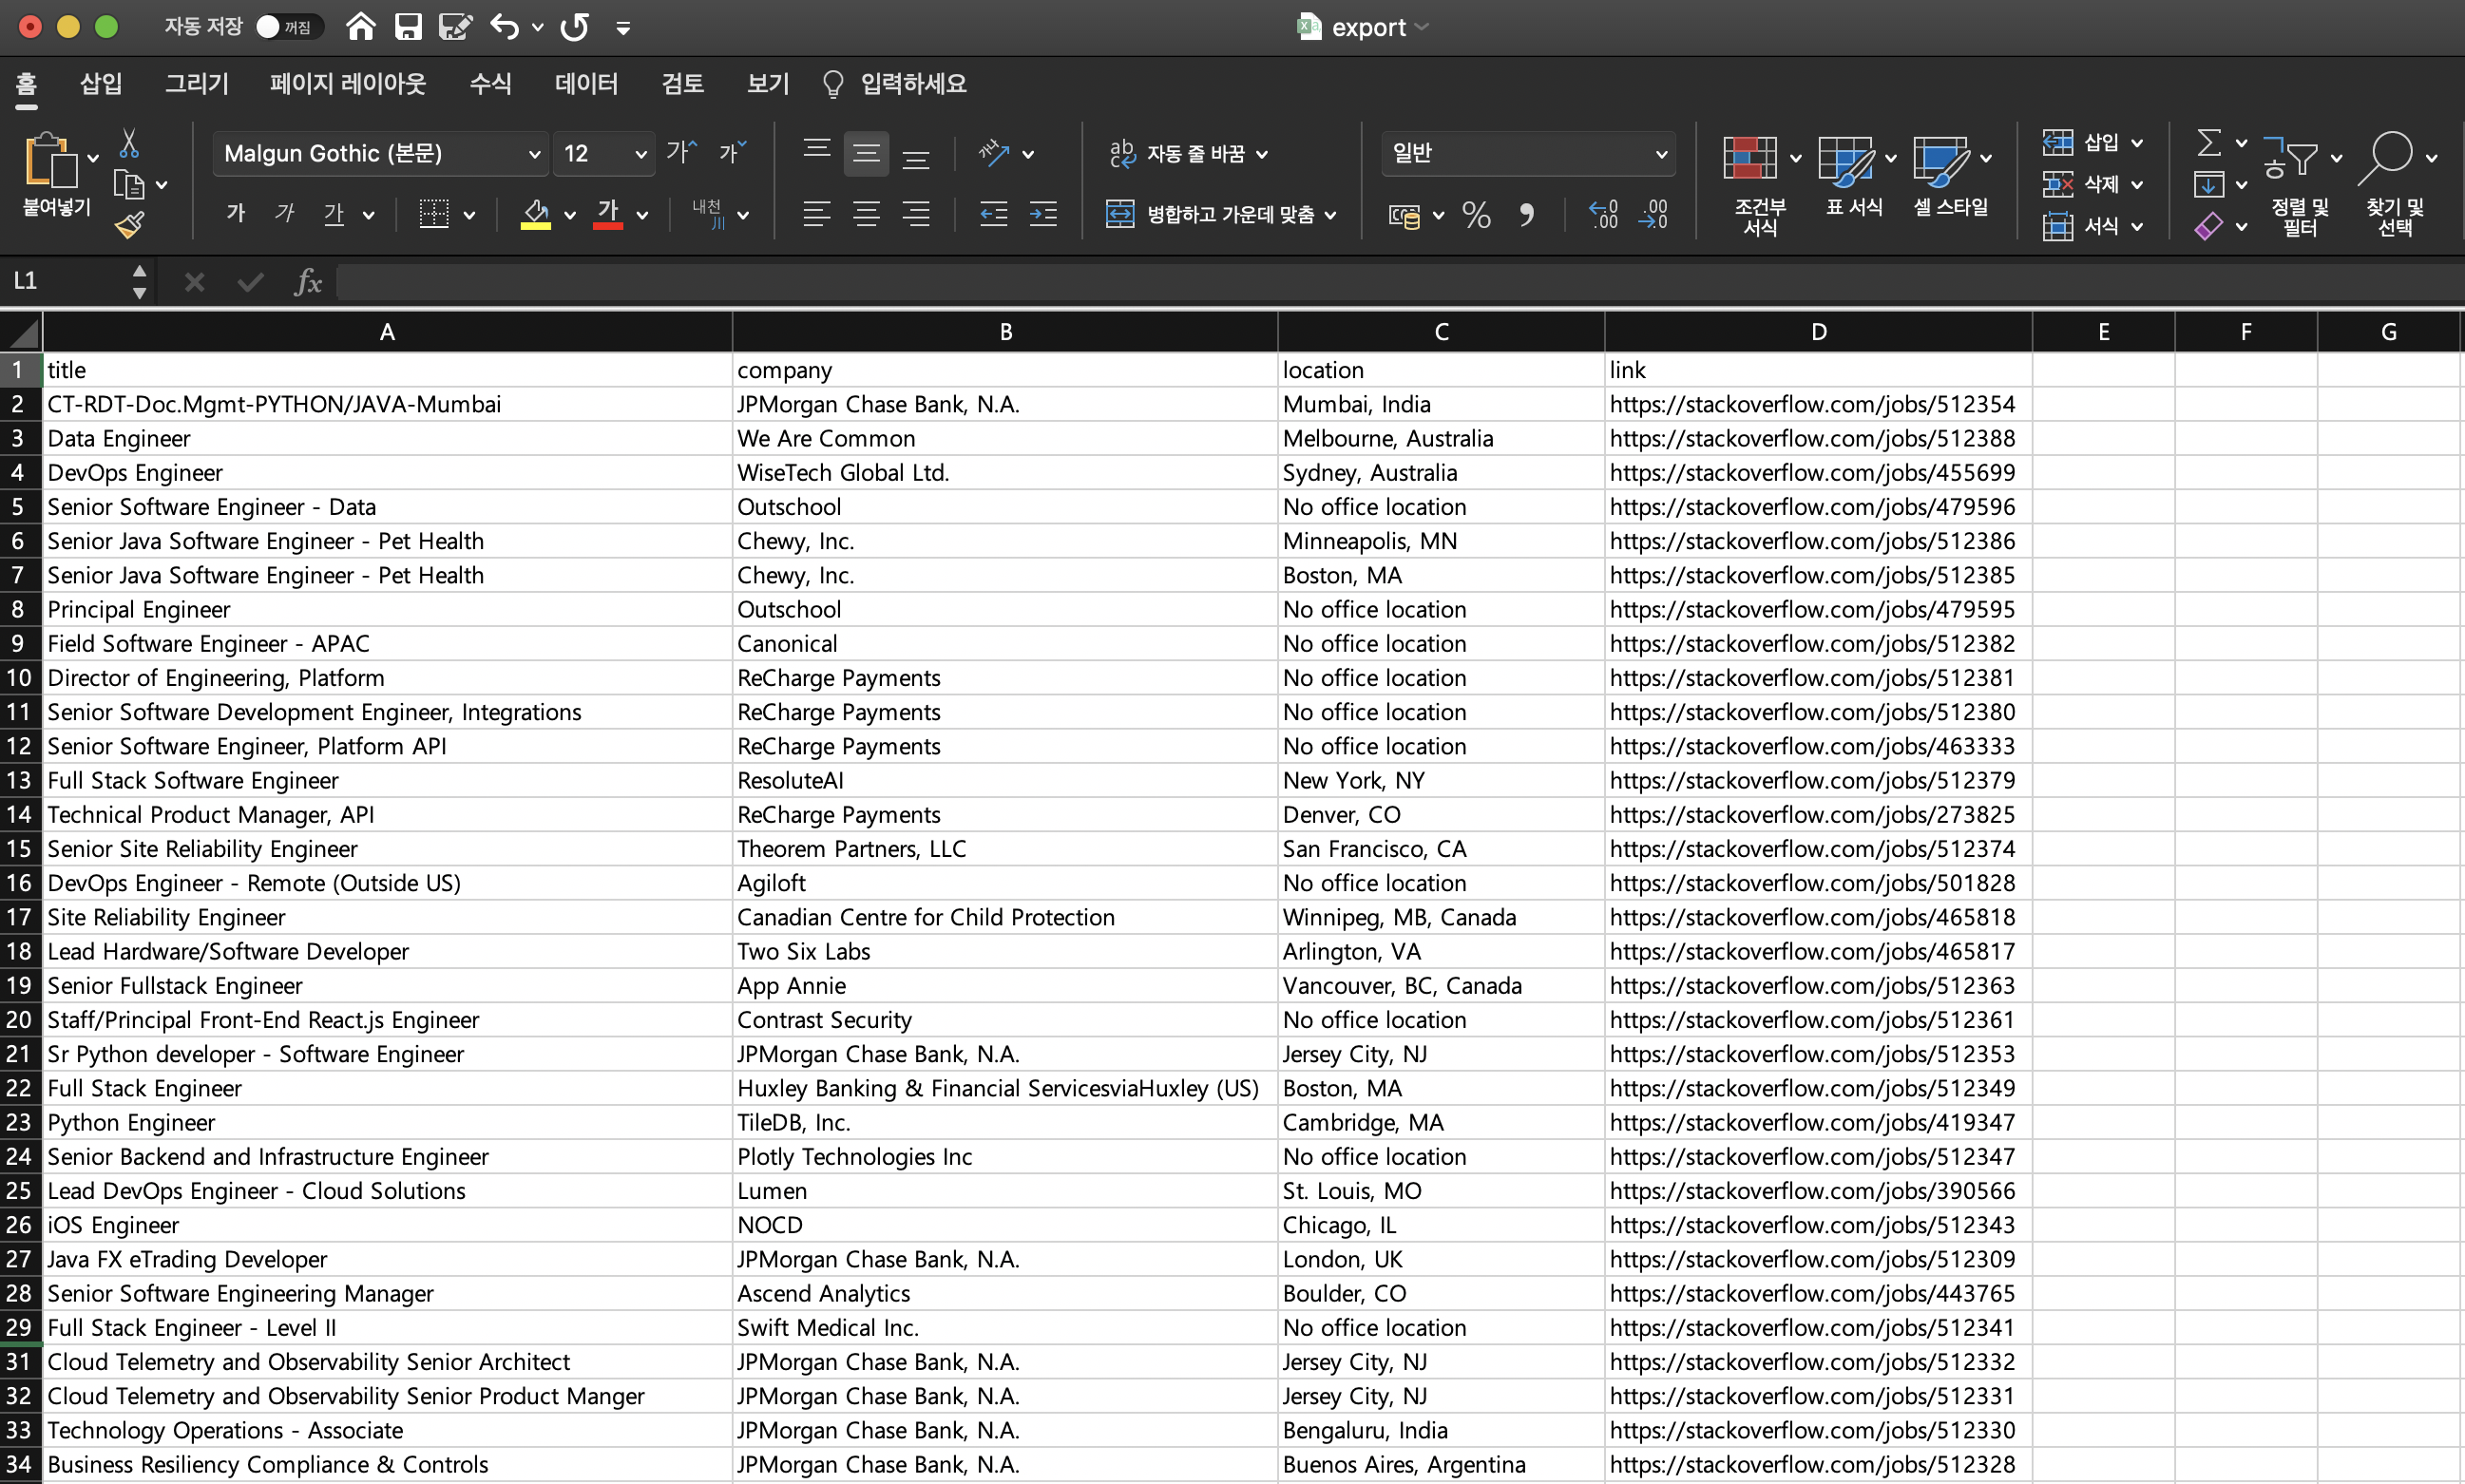 자동 저장 꺼짐 export
홈 삽입 그리기 페이지 레이아웃 수식 데이터 검토 보기 입력하세요
붙여넣기 Malgun Gothic (본문) 12 가^ 가ˇ ab 자동 줄 바꿈 일반 조건부 서식 표 서식 셀 스타일 삽입 삭제 서식 정렬 및 필터 찾기 및 선택
가 가 가 가 내천 병합하고 가운데 맞춤 % 
L1 fx
A B C D E F G
1 title company location link
2 CT-RDT-Doc.Mgmt-PYTHON/JAVA-Mumbai JPMorgan Chase Bank, N.A. Mumbai, India https://stackoverflow.com/jobs/512354
3 Data Engineer We Are Common Melbourne, Australia https://stackoverflow.com/jobs/512388
4 DevOps Engineer WiseTech Global Ltd. Sydney, Australia https://stackoverflow.com/jobs/455699
5 Senior Software Engineer - Data Outschool No office location https://stackoverflow.com/jobs/479596
6 Senior Java Software Engineer - Pet Health Chewy, Inc. Minneapolis, MN https://stackoverflow.com/jobs/512386
7 Senior Java Software Engineer - Pet Health Chewy, Inc. Boston, MA https://stackoverflow.com/jobs/512385
8 Principal Engineer Outschool No office location https://stackoverflow.com/jobs/479595
9 Field Software Engineer - APAC Canonical No office location https://stackoverflow.com/jobs/512382
10 Director of Engineering, Platform ReCharge Payments No office location https://stackoverflow.com/jobs/512381
11 Senior Software Development Engineer, Integrations ReCharge Payments No office location https://stackoverflow.com/jobs/512380
12 Senior Software Engineer, Platform API ReCharge Payments No office location https://stackoverflow.com/jobs/463333
13 Full Stack Software Engineer ResoluteAI New York, NY https://stackoverflow.com/jobs/512379
14 Technical Product Manager, API ReCharge Payments Denver, CO https://stackoverflow.com/jobs/273825
15 Senior Site Reliability Engineer Theorem Partners, LLC San Francisco, CA https://stackoverflow.com/jobs/512374
16 DevOps Engineer - Remote (Outside US) Agiloft No office location https://stackoverflow.com/jobs/501828
17 Site Reliability Engineer Canadian Centre for Child Protection Winnipeg, MB, Canada https://stackoverflow.com/jobs/465818
18 Lead Hardware/Software Developer Two Six Labs Arlington, VA https://stackoverflow.com/jobs/465817
19 Senior Fullstack Engineer App Annie Vancouver, BC, Canada https://stackoverflow.com/jobs/512363
20 Staff/Principal Front-End React.js Engineer Contrast Security No office location https://stackoverflow.com/jobs/512361
21 Sr Python developer - Software Engineer JPMorgan Chase Bank, N.A. Jersey City, NJ https://stackoverflow.com/jobs/512353
22 Full Stack Engineer Huxley Banking & Financial ServicesviaHuxley (US) Boston, MA https://stackoverflow.com/jobs/512349
23 Python Engineer TileDB, Inc. Cambridge, MA https://stackoverflow.com/jobs/419347
24 Senior Backend and Infrastructure Engineer Plotly Technologies Inc No office location https://stackoverflow.com/jobs/512347
25 Lead DevOps Engineer - Cloud Solutions Lumen St. Louis, MO https://stackoverflow.com/jobs/390566
26 iOS Engineer NOCD Chicago, IL https://stackoverflow.com/jobs/512343
27 Java FX eTrading Developer JPMorgan Chase Bank, N.A. London, UK https://stackoverflow.com/jobs/512309
28 Senior Software Engineering Manager Ascend Analytics Boulder, CO https://stackoverflow.com/jobs/443765
29 Full Stack Engineer - Level II Swift Medical Inc. No office location https://stackoverflow.com/jobs/512341
31 Cloud Telemetry and Observability Senior Architect JPMorgan Chase Bank, N.A. Jersey City, NJ https://stackoverflow.com/jobs/512332
32 Cloud Telemetry and Observability Senior Product Manger JPMorgan Chase Bank, N.A. Jersey City, NJ https://stackoverflow.com/jobs/512331
33 Technology Operations - Associate JPMorgan Chase Bank, N.A. Bengaluru, India https://stackoverflow.com/jobs/512330
34 Business Resiliency Compliance & Controls JPMorgan Chase Bank, N.A. Buenos Aires, Argentina https://stackoverflow.com/jobs/512328